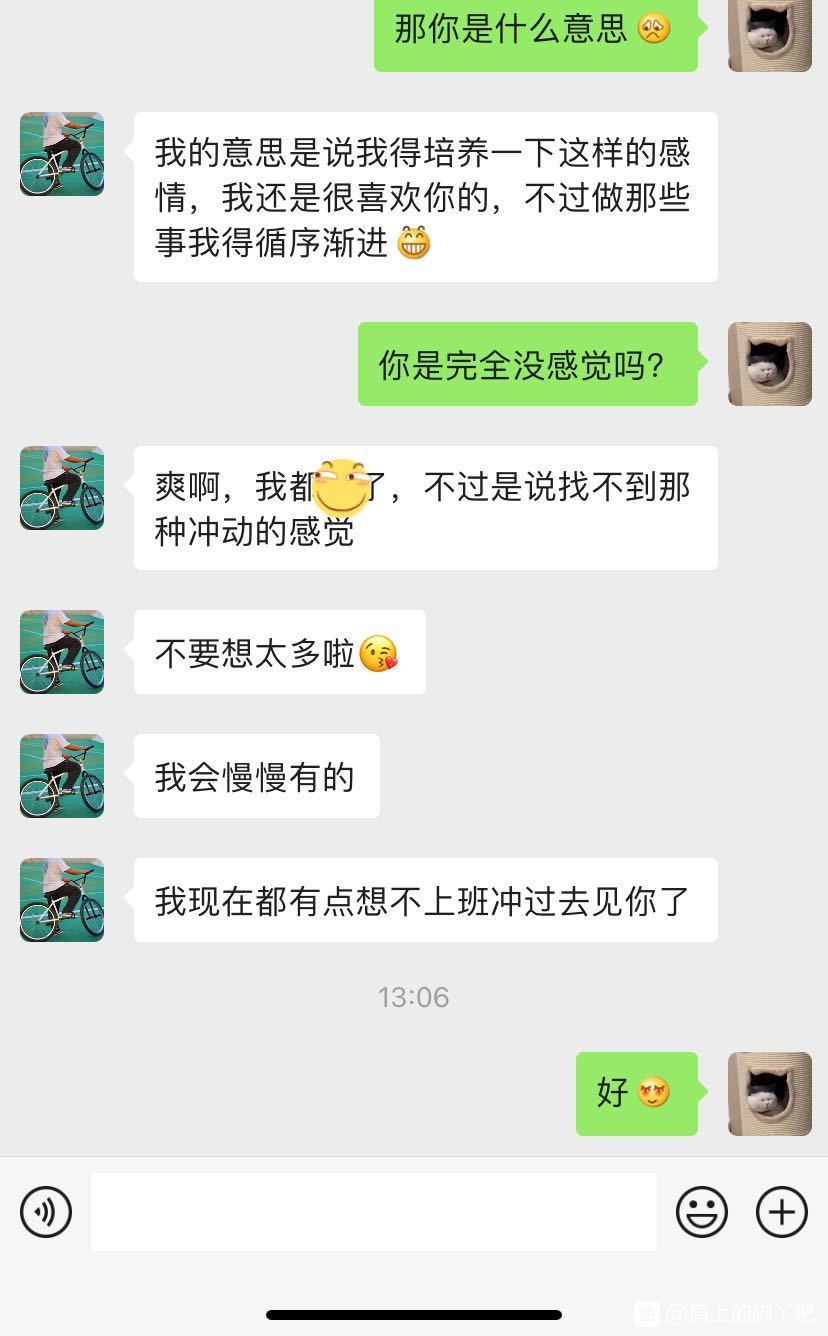 那你是什么意思
我的意思是说我得培养一下这样的感
情，我还是很喜欢你的，不过做那些
事我得循序渐进
你是完全没感觉吗?
爽啊，我都了，不过是说找不到那
种冲动的感觉
不要想太多啦
我会慢慢有的
我现在都有点想不上班冲过去见你了
13:06
好
@肩上的脚丫吧